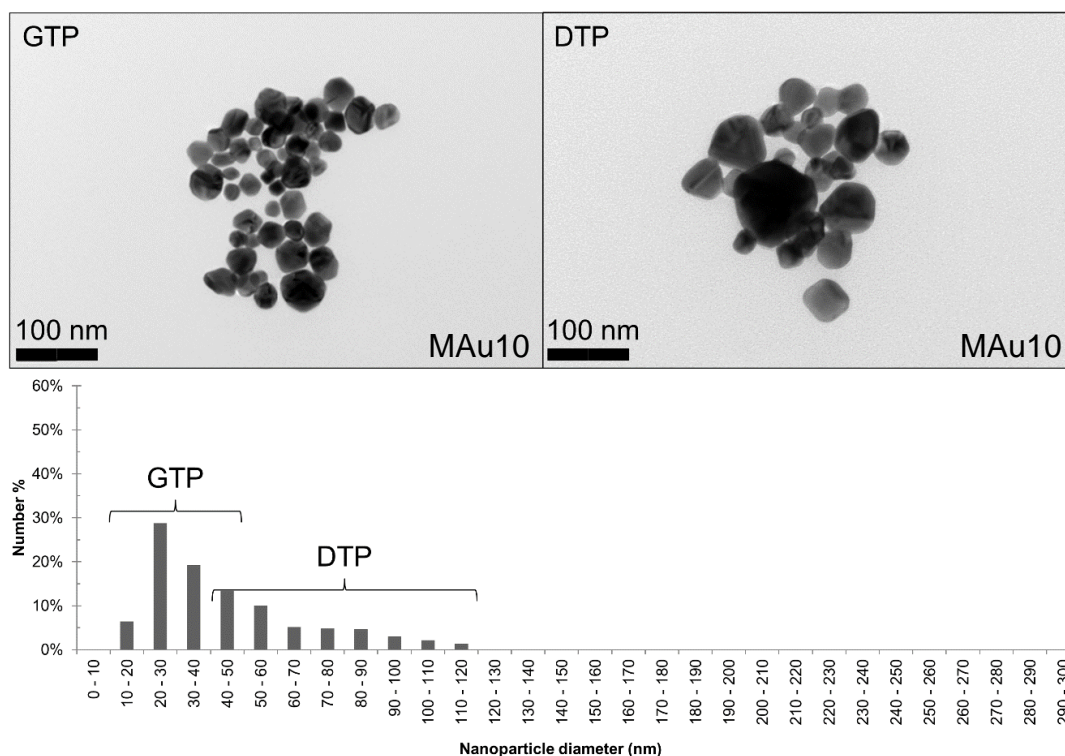 GTP
DTP
100 nm
MAu10
100 nm
MAu10
60%
50%
40%
30%
20%
10%
0%
Number %
GTP
DTP
0 - 10
10 - 20
20 - 30
30 - 40
40 - 50
50 - 60
60 - 70
70 - 80
80 - 90
90 - 100
100 - 110
110 - 120
120 - 130
130 - 140
140 - 150
150 - 160
160 - 170
170 - 180
180 - 190
190 - 200
200 - 210
210 - 220
220 - 230
230 - 240
240 - 250
250 - 260
260 - 270
270 - 280
280 - 290
290 - 300
Nanoparticle diameter (nm)